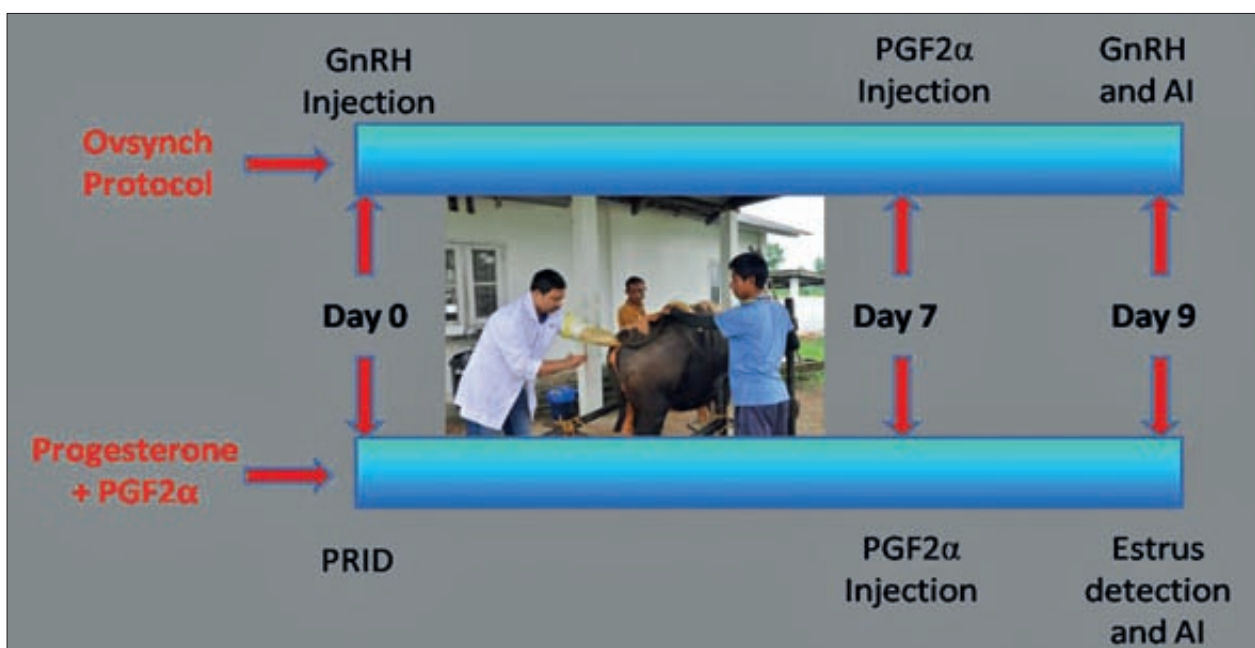 GnRH
Injection
PGF2α
Injection
GnRH
and AI
Ovsynch
Protocol
Day 0
Day 7
Day 9
Progesterone
+ PGF2α
PRID
PGF2α
Injection
Estrus
detection
and AI